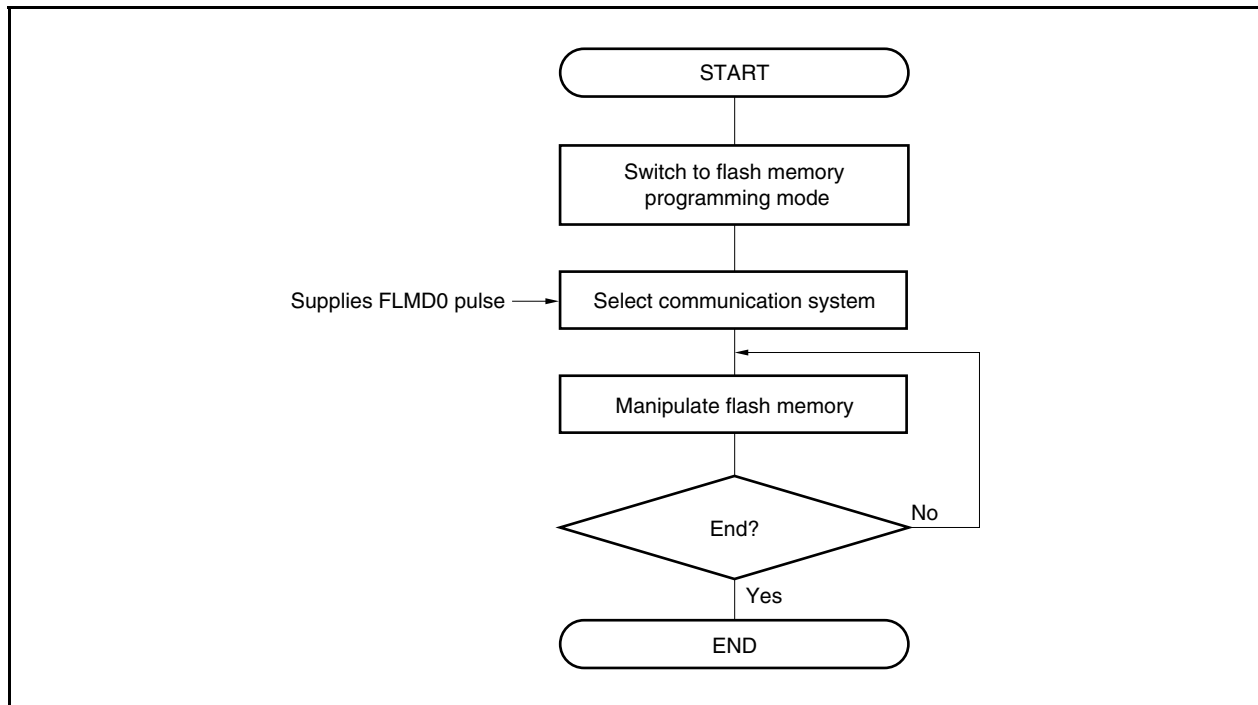 START
Switch to flash memory
programming mode
Supplies FLMD0 pulse
Select communication system
Manipulate flash memory
End?
No
Yes
END